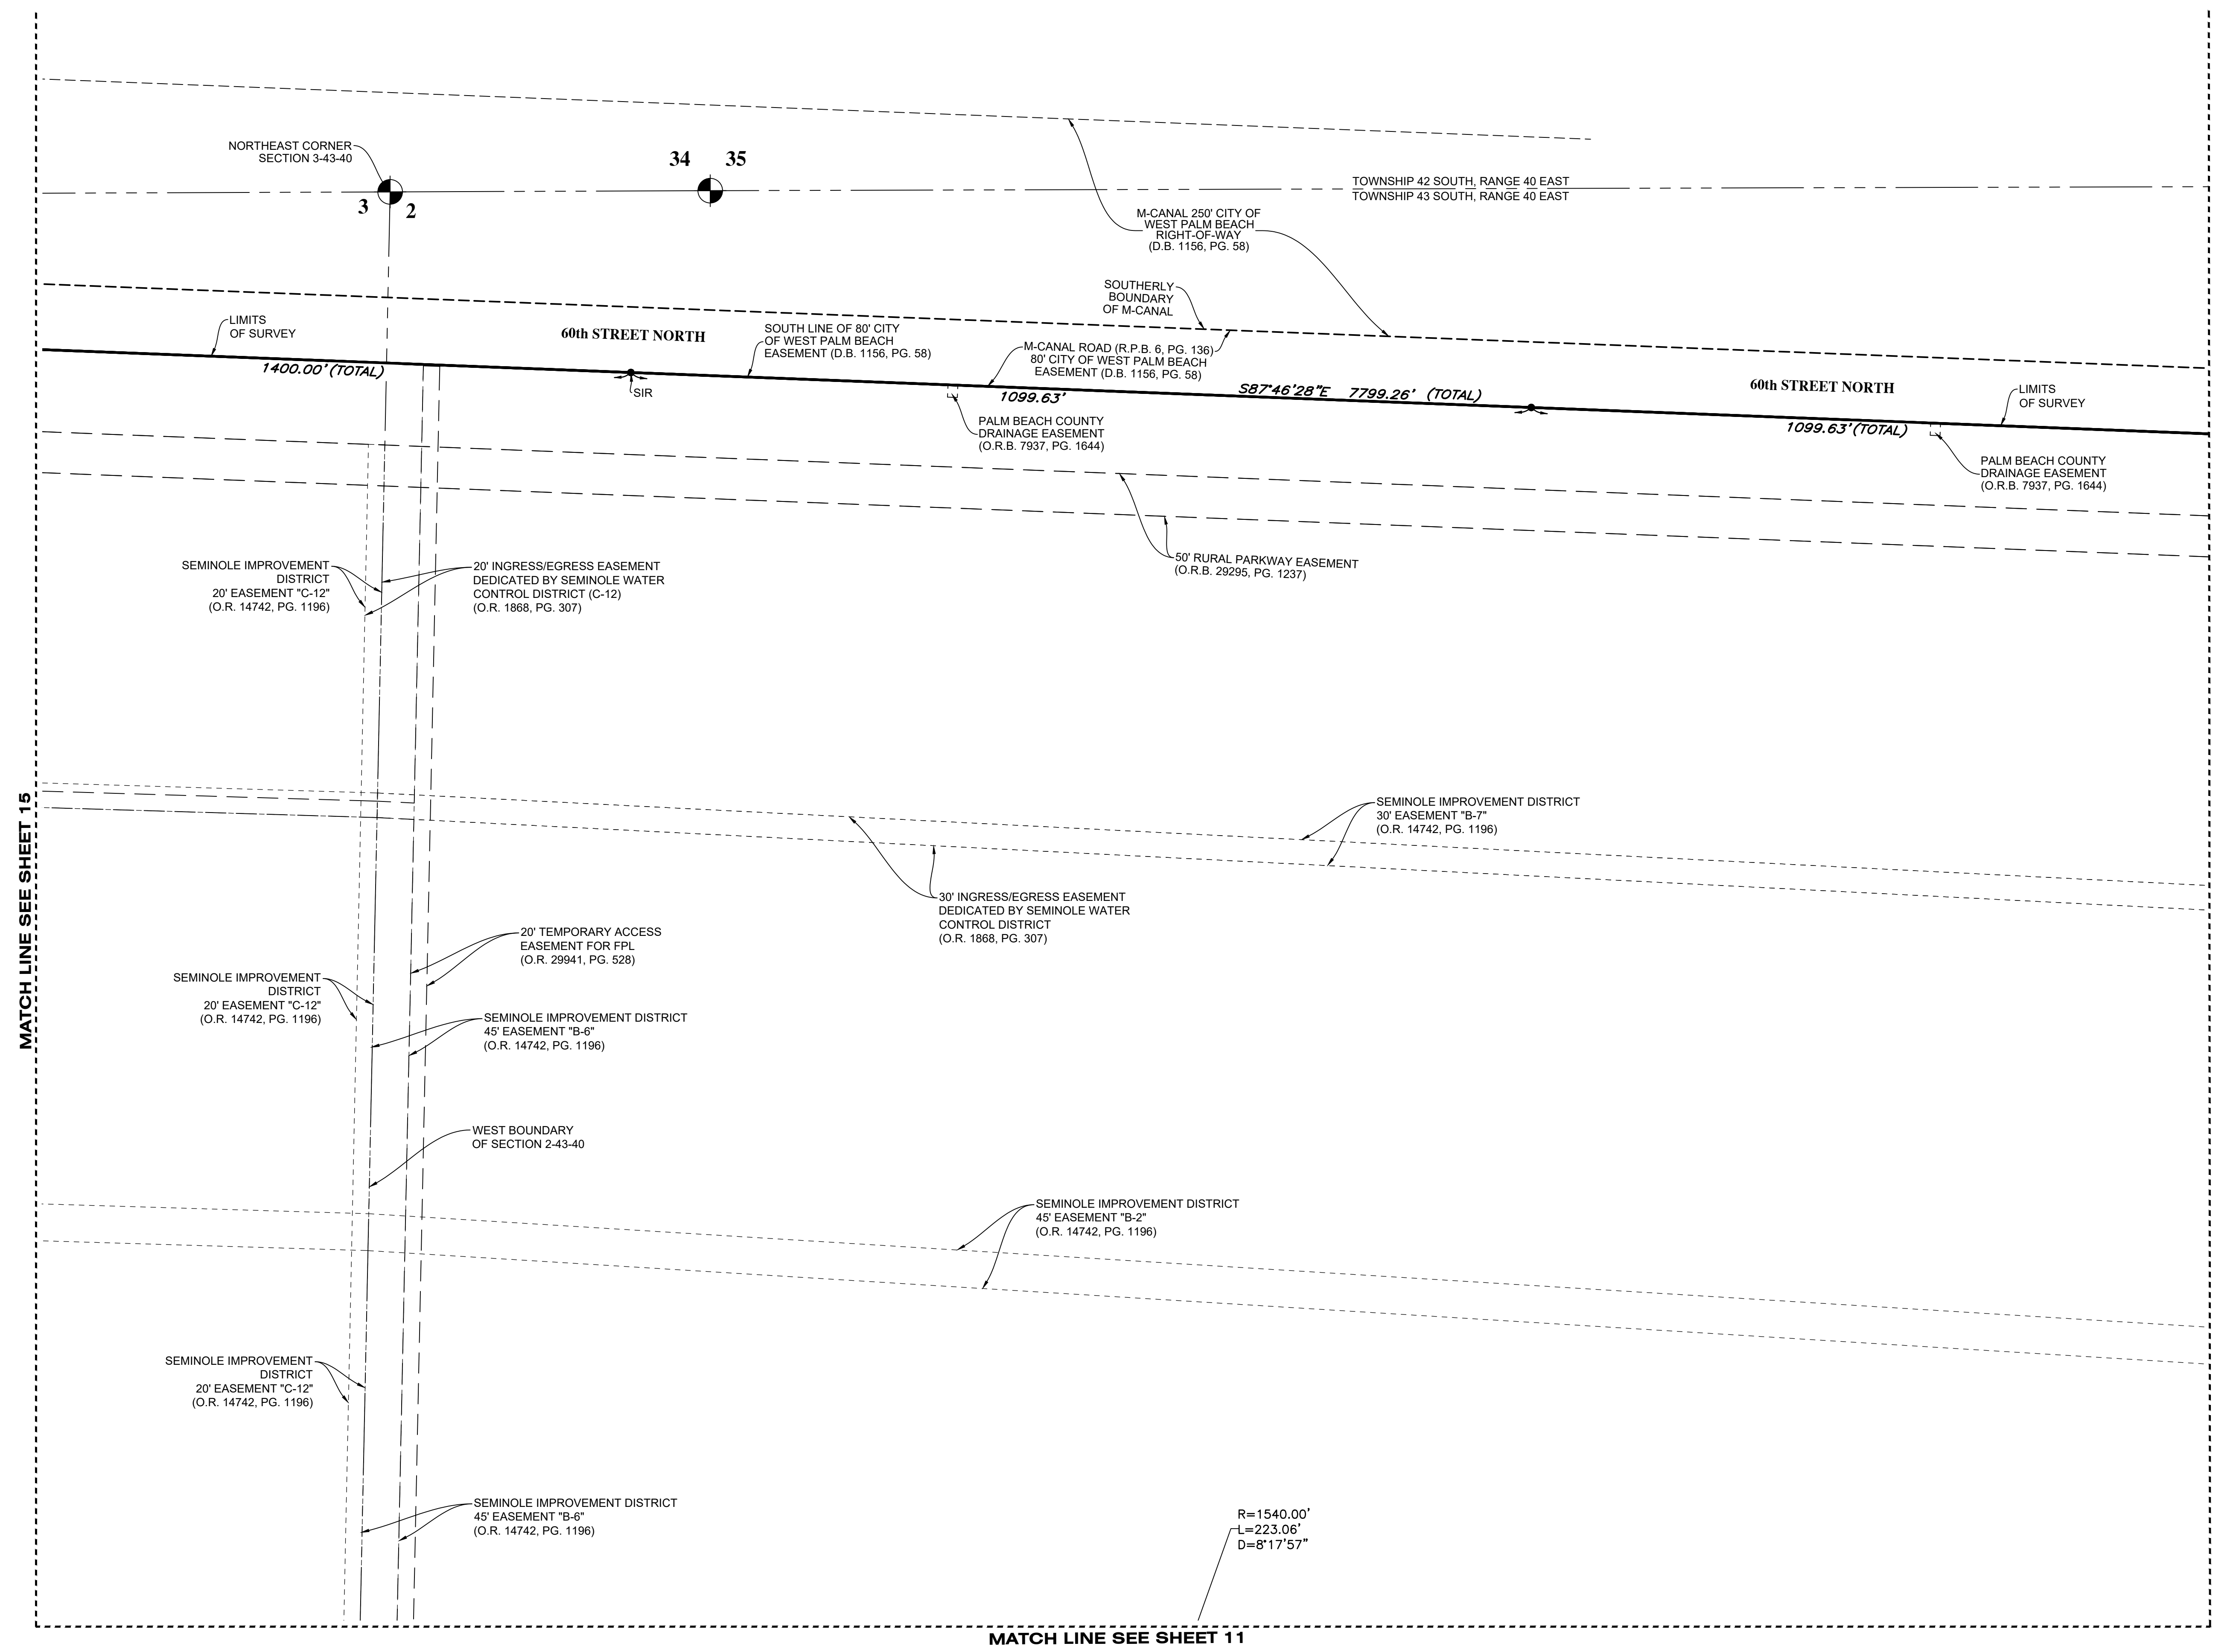 NORTHEAST CORNER
SECTION 3-43-40
34 35
3 2
TOWNSHIP 42 SOUTH, RANGE 40 EAST
TOWNSHIP 43 SOUTH, RANGE 40 EAST
M-CANAL 250' CITY OF
WEST PALM BEACH
RIGHT-OF-WAY
(D.B. 1156, PG. 58)
SOUTHERLY
BOUNDARY
OF M-CANAL
LIMITS
OF SURVEY
60th STREET NORTH
SOUTH LINE OF 80' CITY
OF WEST PALM BEACH
EASEMENT (D.B. 1156, PG. 58)
M-CANAL ROAD (R.P.B. 6, PG. 136)
80' CITY OF WEST PALM BEACH
EASEMENT (D.B. 1156, PG. 58)
1400.00' (TOTAL)
SIR
1099.63'
S87°46'28"E 7799.26' (TOTAL)
60th STREET NORTH
LIMITS
OF SURVEY
1099.63' (TOTAL)
PALM BEACH COUNTY
DRAINAGE EASEMENT
(O.R.B. 7937, PG. 1644)
PALM BEACH COUNTY
DRAINAGE EASEMENT
(O.R.B. 7937, PG. 1644)
50' RURAL PARKWAY EASEMENT
(O.R.B. 29295, PG. 1237)
SEMINOLE IMPROVEMENT
DISTRICT
20' EASEMENT "C-12"
(O.R. 14742, PG. 1196)
20' INGRESS/EGRESS EASEMENT
DEDICATED BY SEMINOLE WATER
CONTROL DISTRICT (C-12)
(O.R. 1868, PG. 307)
MATCH LINE SEE SHEET 15
SEMINOLE IMPROVEMENT DISTRICT
30' EASEMENT "B-7"
(O.R. 14742, PG. 1196)
30' INGRESS/EGRESS EASEMENT
DEDICATED BY SEMINOLE WATER
CONTROL DISTRICT
(O.R. 1868, PG. 307)
20' TEMPORARY ACCESS
EASEMENT FOR FPL
(O.R. 29941, PG. 528)
SEMINOLE IMPROVEMENT
DISTRICT
20' EASEMENT "C-12"
(O.R. 14742, PG. 1196)
SEMINOLE IMPROVEMENT DISTRICT
45' EASEMENT "B-6"
(O.R. 14742, PG. 1196)
WEST BOUNDARY
OF SECTION 2-43-40
SEMINOLE IMPROVEMENT DISTRICT
45' EASEMENT "B-2"
(O.R. 14742, PG. 1196)
SEMINOLE IMPROVEMENT
DISTRICT
20' EASEMENT "C-12"
(O.R. 14742, PG. 1196)
SEMINOLE IMPROVEMENT DISTRICT
45' EASEMENT "B-6"
(O.R. 14742, PG. 1196)
R=1540.00'
L=223.06'
D=8°17'57"
MATCH LINE SEE SHEET 11